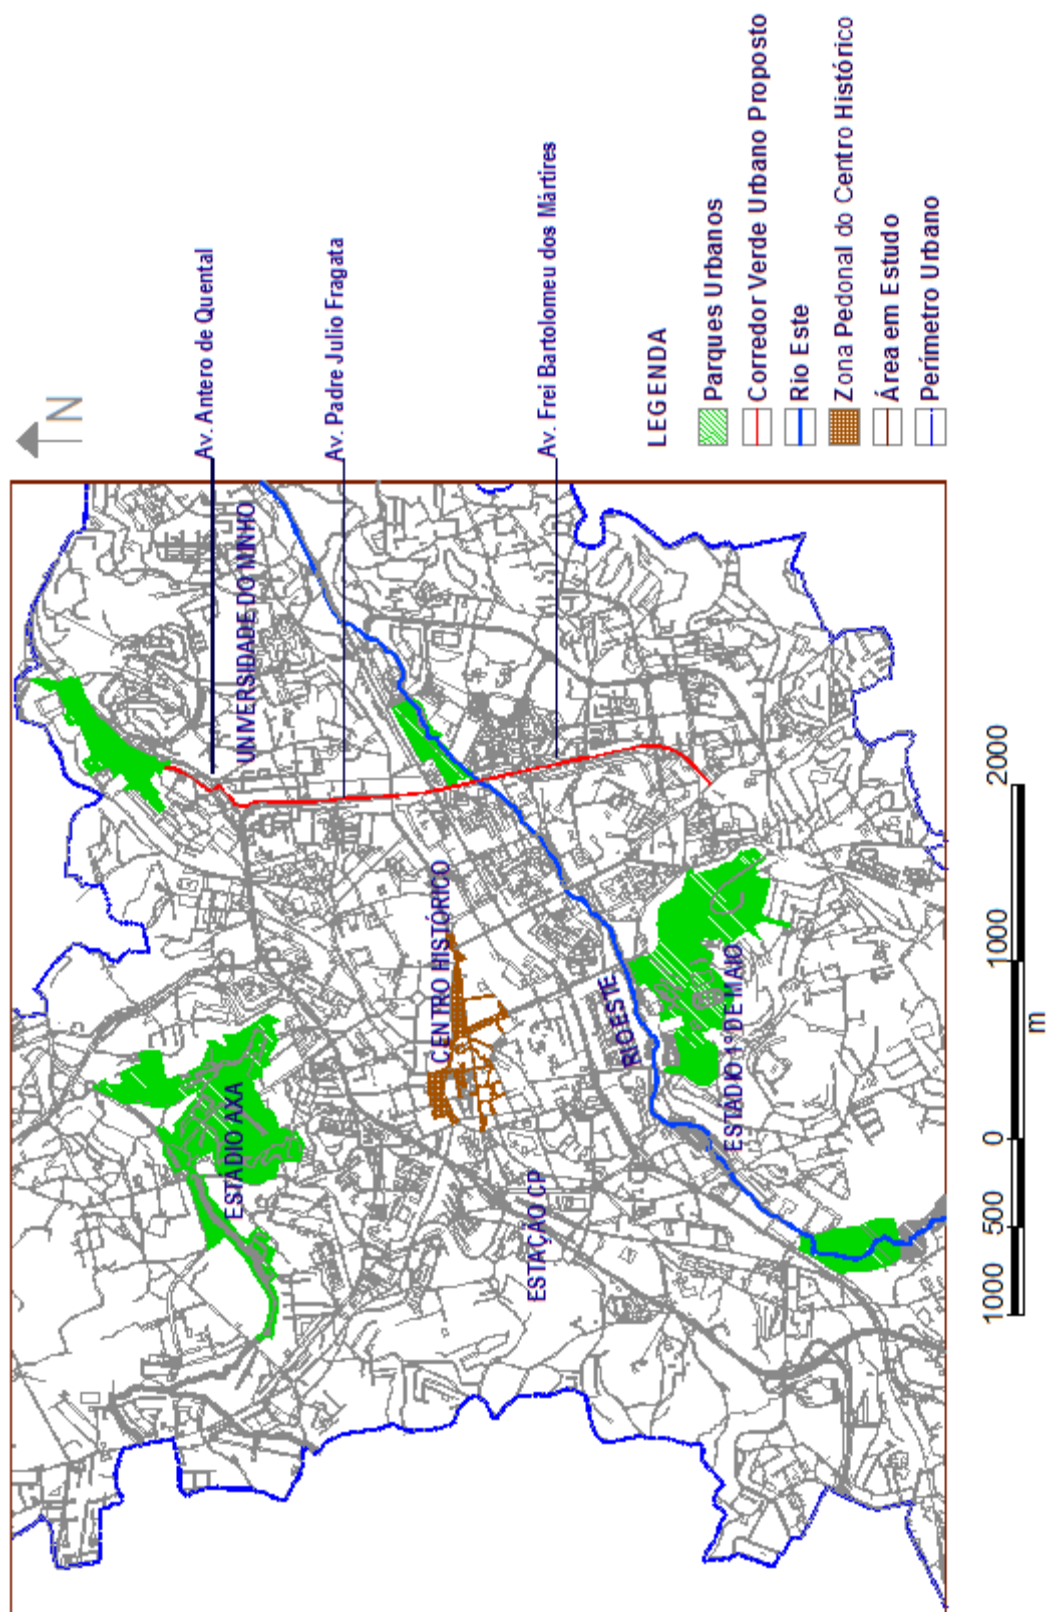 N
Av. Antero de Quental
Av. Padre Julio Fragata
Av. Frei Bartolomeu dos Mártires
UNIVERSIDADE DO MINHO
CENTRO HISTÓRICO
ESTÁDIO AXA
ESTAÇÃO CP
RIO ESTE
ESTÁDIO 1º DE MAIO
LEGENDA
Parques Urbanos
Corredor Verde Urbano Proposto
Rio Este
Zona Pedonal do Centro Histórico
Área em Estudo
Perímetro Urbano
1000 500 0 1000 2000
m